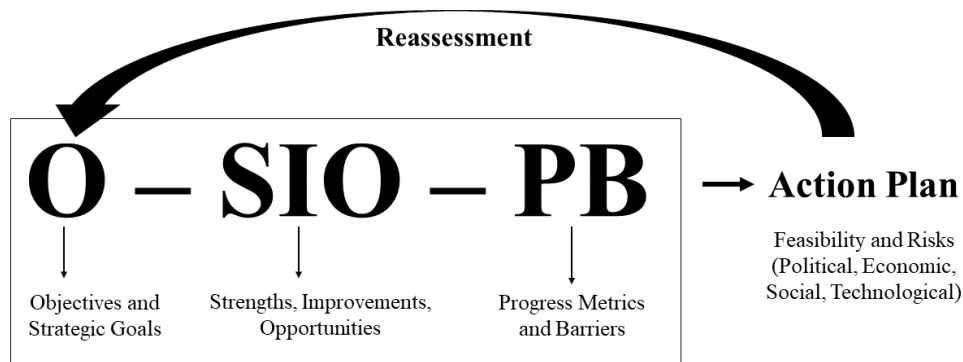 Reassessment
O – SIO – PB
Action Plan
Objectives and
Strategic Goals
Strengths, Improvements,
Opportunities
Progress Metrics
and Barriers
Feasibility and Risks
(Political, Economic,
Social, Technological)